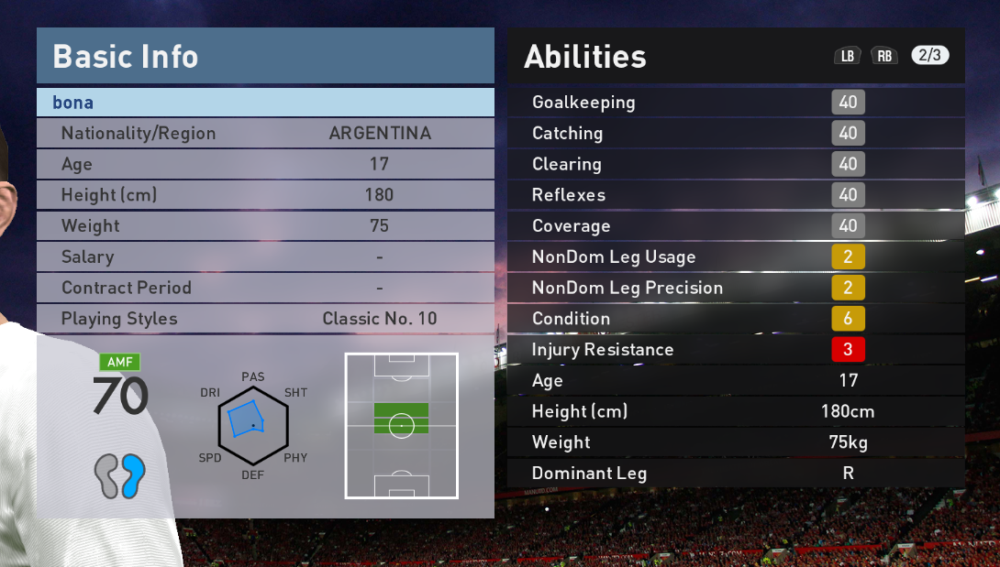 Basic Info
bona
Nationality/Region ARGENTINA
Age 17
Height (cm) 180
Weight 75
Salary -
Contract Period -
Playing Styles Classic No. 10
AMF
70
PAS
DRI SHT
SPD PHY
DEF
Abilities LB RB 2/3
Goalkeeping 40
Catching 40
Clearing 40
Reflexes 40
Coverage 40
NonDom Leg Usage 2
NonDom Leg Precision 2
Condition 6
Injury Resistance 3
Age 17
Height (cm) 180cm
Weight 75kg
Dominant Leg R
MANUTD.COM